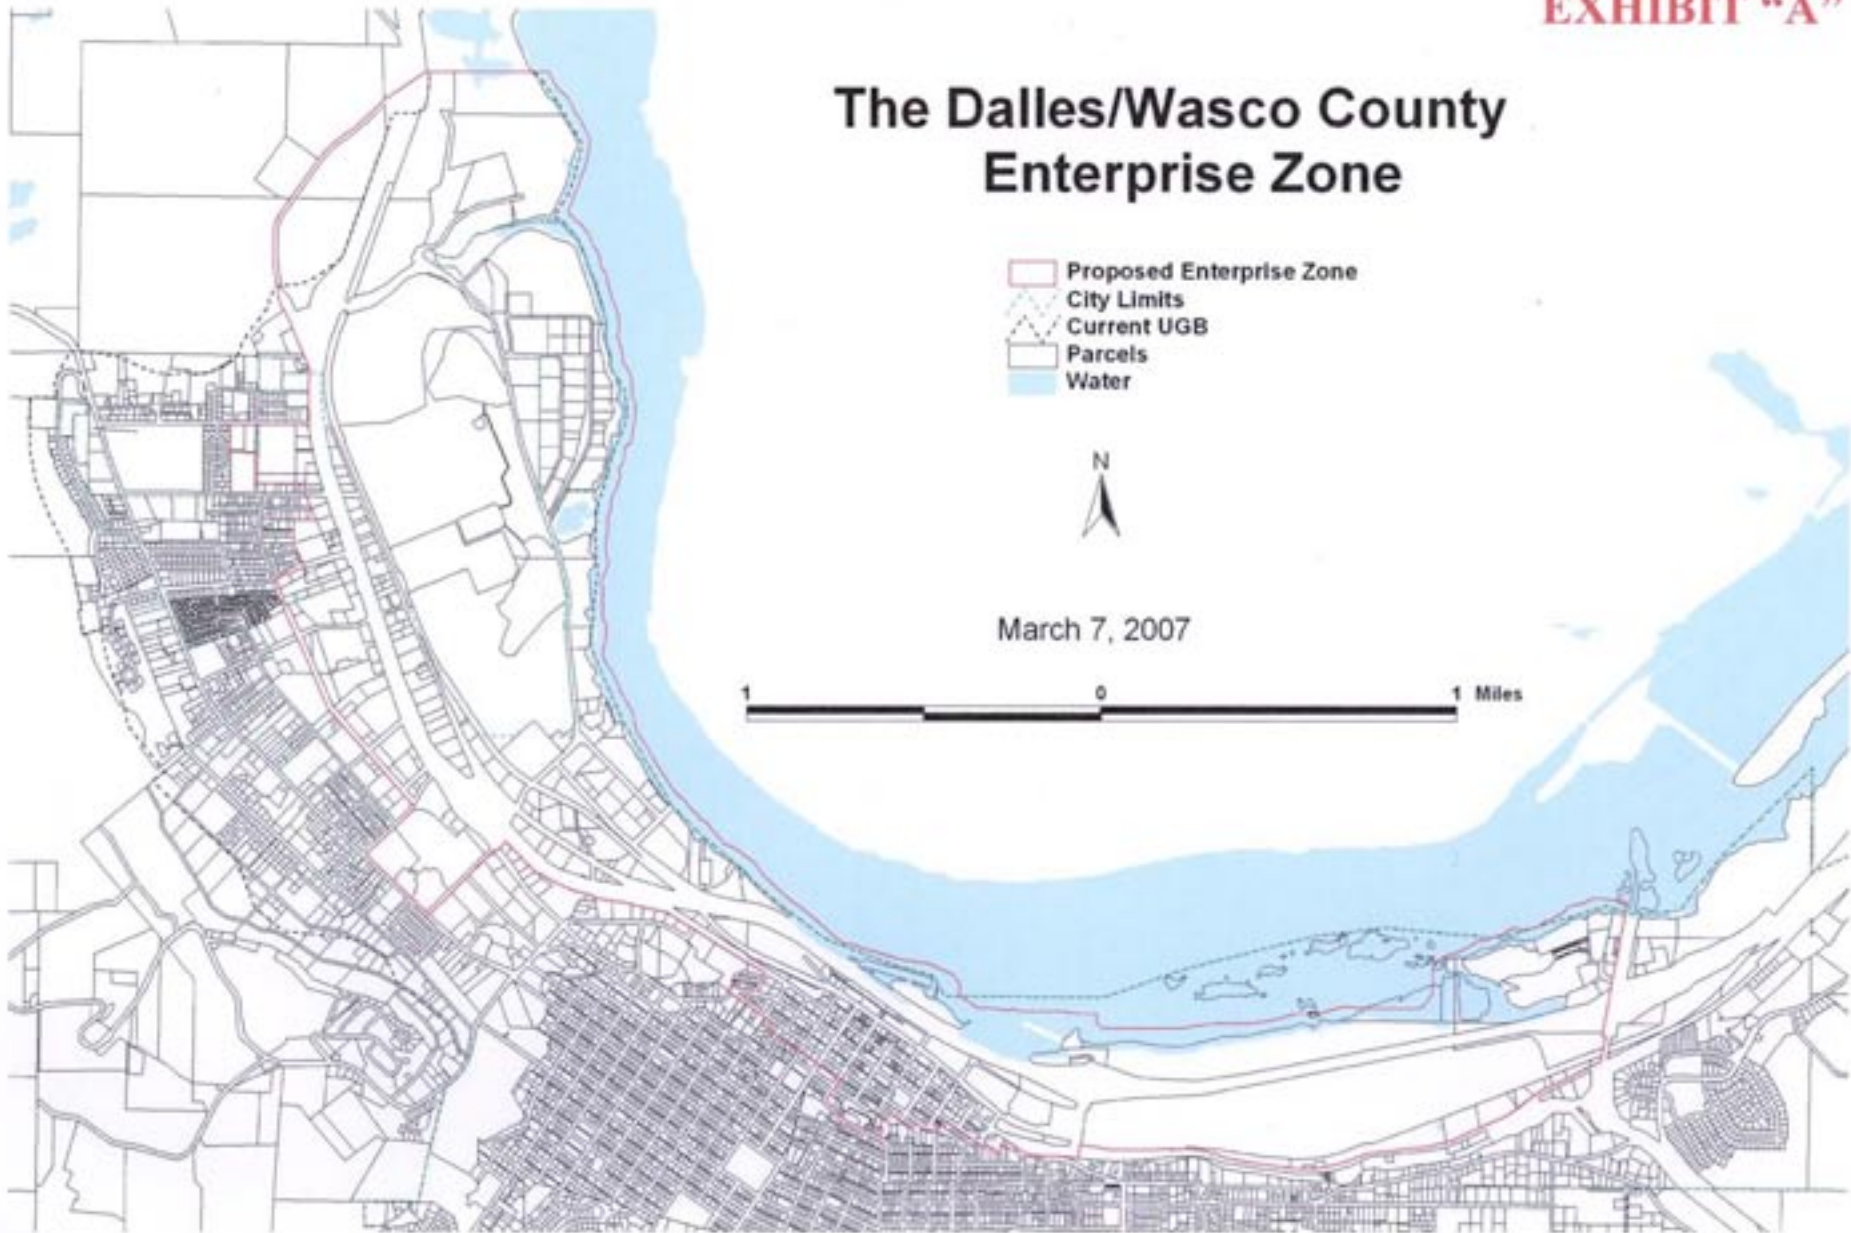 EXHIBIT “A”
The Dalles/Wasco County
Enterprise Zone
Proposed Enterprise Zone
City Limits
Current UGB
Parcels
Water
N
March 7, 2007
1 0 1 Miles